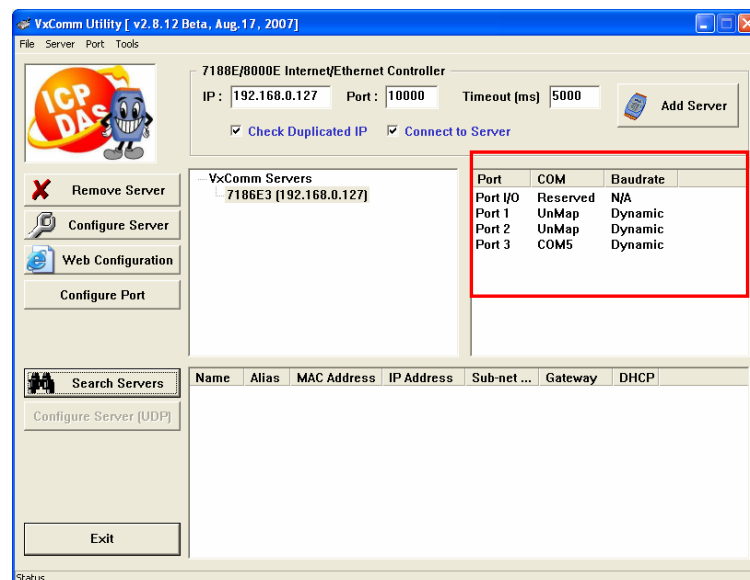 VxComm Utility [ v2.8.12 Beta, Aug.17, 2007]
File Server Port Tools
ICP DAS
7188E/8000E Internet/Ethernet Controller
IP : 192.168.0.127 Port : 10000 Timeout (ms) 5000
Add Server
Check Duplicated IP Connect to Server
Remove Server
Configure Server
Web Configuration
Configure Port
VxComm Servers
7186E3 (192.168.0.127)
Port COM Baudrate
Port I/O Reserved N/A
Port 1 UnMap Dynamic
Port 2 UnMap Dynamic
Port 3 COM5 Dynamic
Search Servers
Configure Server (UDP)
Name Alias MAC Address IP Address Sub-net ... Gateway DHCP
Exit
Status